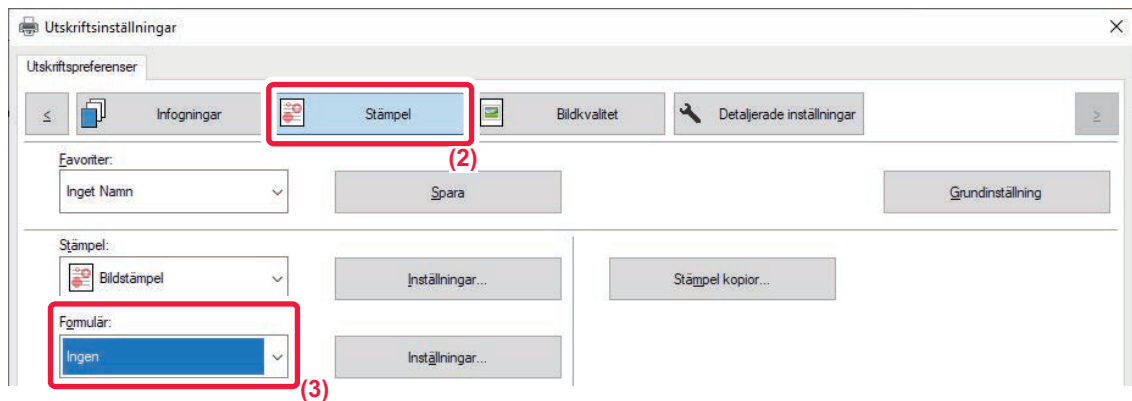 Utskriftsinställningar
Utskriftspreferenser
≤ Infogningar Stämpel Bildkvalitet Detaljerade inställningar ≥
(2)
Favoriter:
Inget Namn Spara Grundinställning
Stämpel:
Bildstämpel Inställningar... Stämpel kopior...
Formulär:
Ingen Inställningar...
(3)